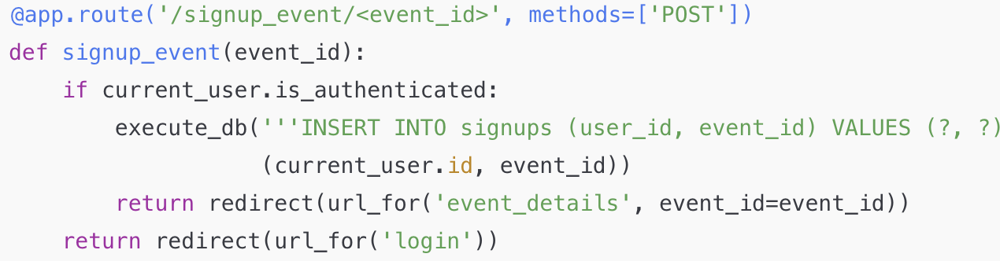 @app.route('/signup_event/<event_id>', methods=['POST'])
def signup_event(event_id):
    if current_user.is_authenticated:
        execute_db('''INSERT INTO signups (user_id, event_id) VALUES (?, ?)
                   (current_user.id, event_id))
        return redirect(url_for('event_details', event_id=event_id))
    return redirect(url_for('login'))